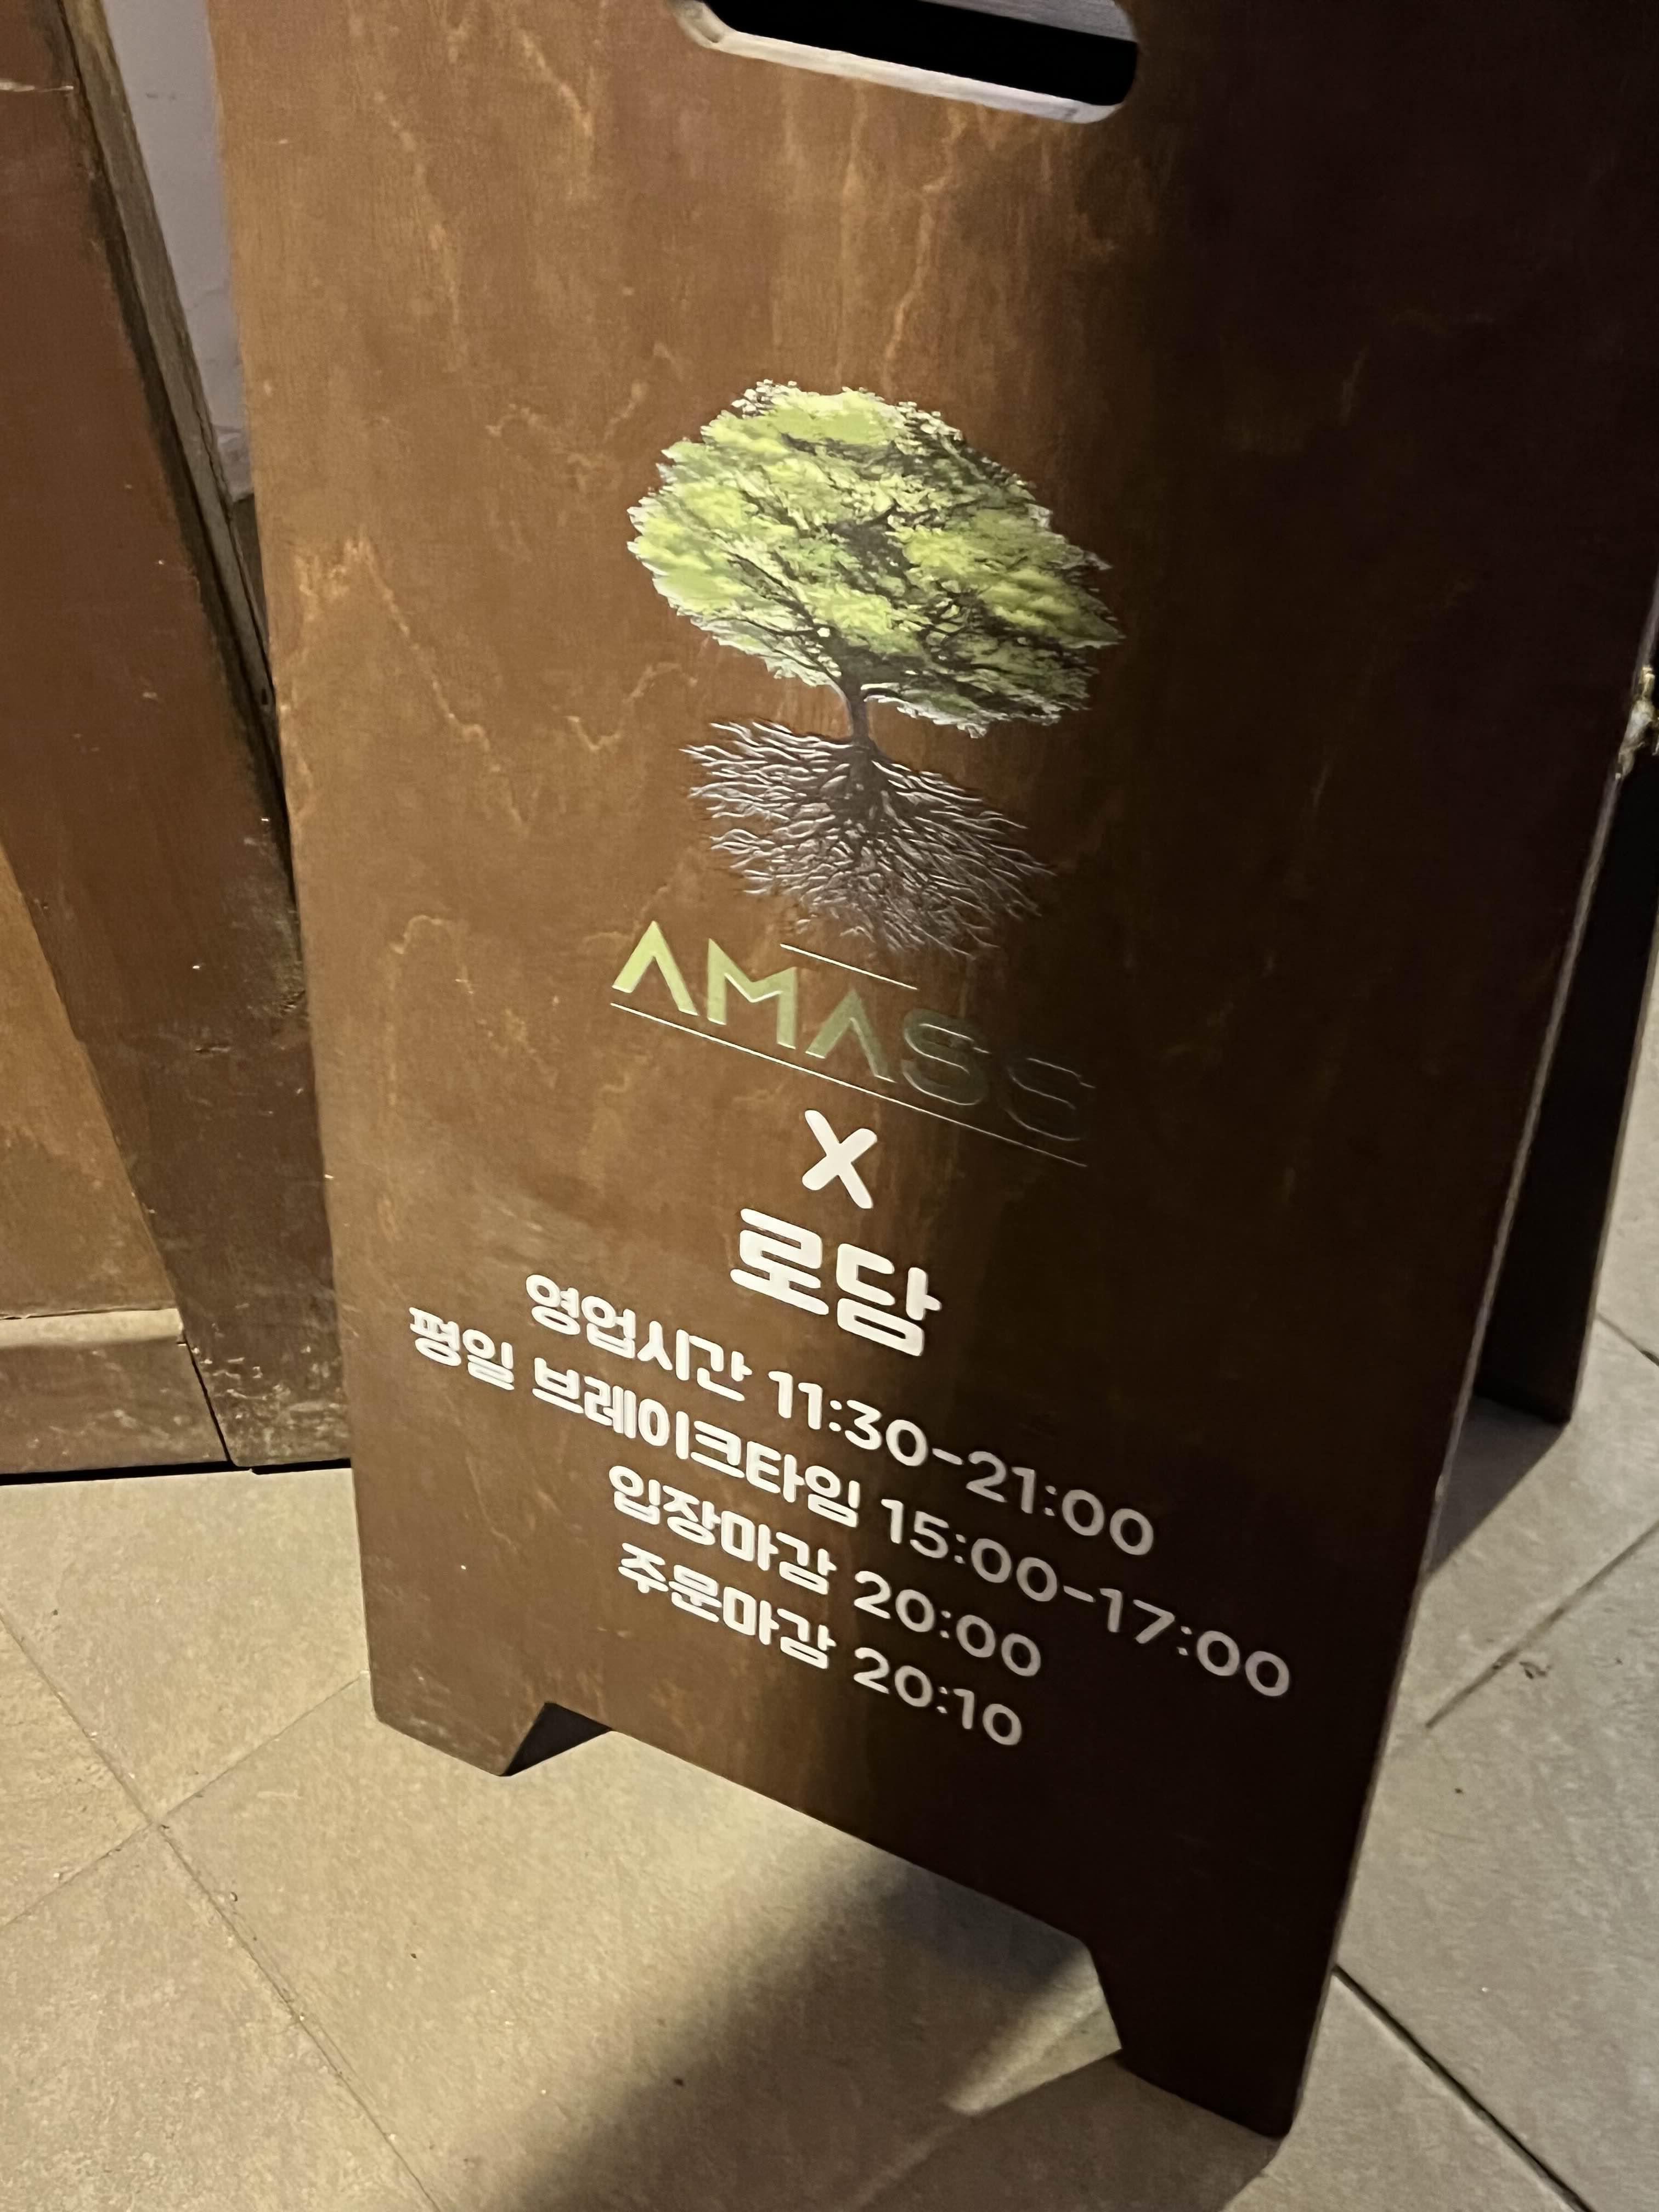 AMASS
X
로담
영업시간 11:30-21:00
평일 브레이크타임 15:00-17:00
입장마감 20:00
주문마감 20:10